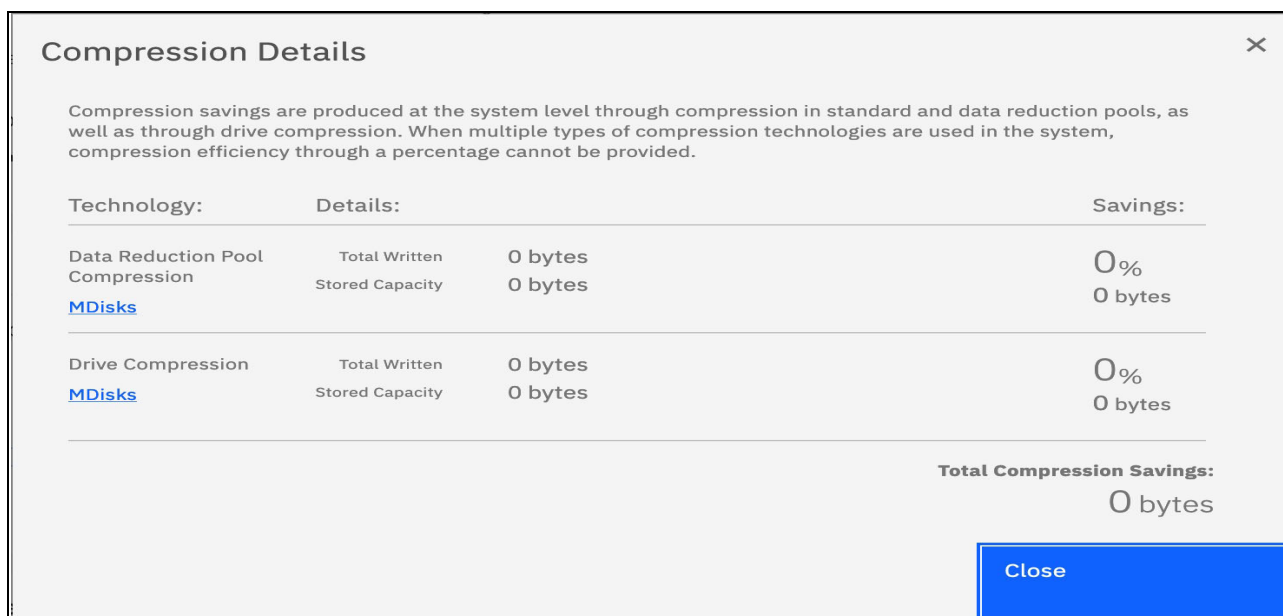 Compression Details
Compression savings are produced at the system level through compression in standard and data reduction pools, as
well as through drive compression. When multiple types of compression technologies are used in the system,
compression efficiency through a percentage cannot be provided.
Technology: Details: Savings:
Data Reduction Pool Total Written 0 bytes 0%
Compression Stored Capacity 0 bytes 0 bytes
MDisks
Drive Compression Total Written 0 bytes 0%
MDisks Stored Capacity 0 bytes 0 bytes
Total Compression Savings:
0 bytes
Close